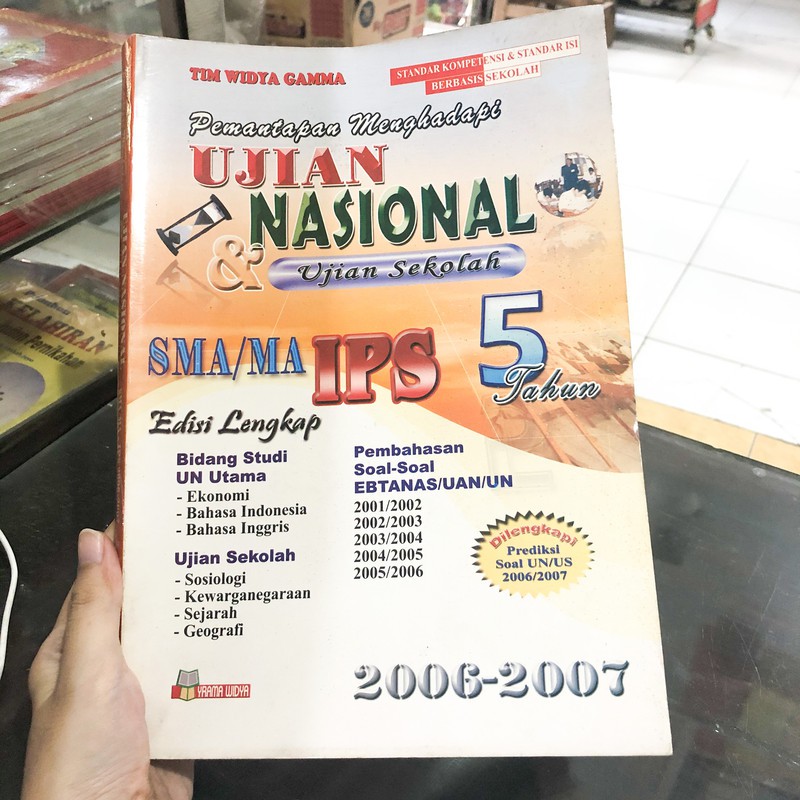 TIM WIDYA GAMMA
STANDAR KOMPETENSI & STANDAR ISI
BERBASIS SEKOLAH
Pemantapan Menghadapi
UJIAN
NASIONAL
& Ujian Sekolah
SMA/MA IPS 5
Tahun
Edisi Lengkap
Bidang Studi
UN Utama
- Ekonomi
- Bahasa Indonesia
- Bahasa Inggris
Ujian Sekolah
- Sosiologi
- Kewarganegaraan
- Sejarah
- Geografi
Pembahasan
Soal-Soal
EBTANAS/UAN/UN
2001/2002
2002/2003
2003/2004
2004/2005
2005/2006
Dilengkapi
Prediksi
Soal UN/US
2006/2007
YRAMA WIDYA
2006-2007
KELAHIRAN
Pernikahan